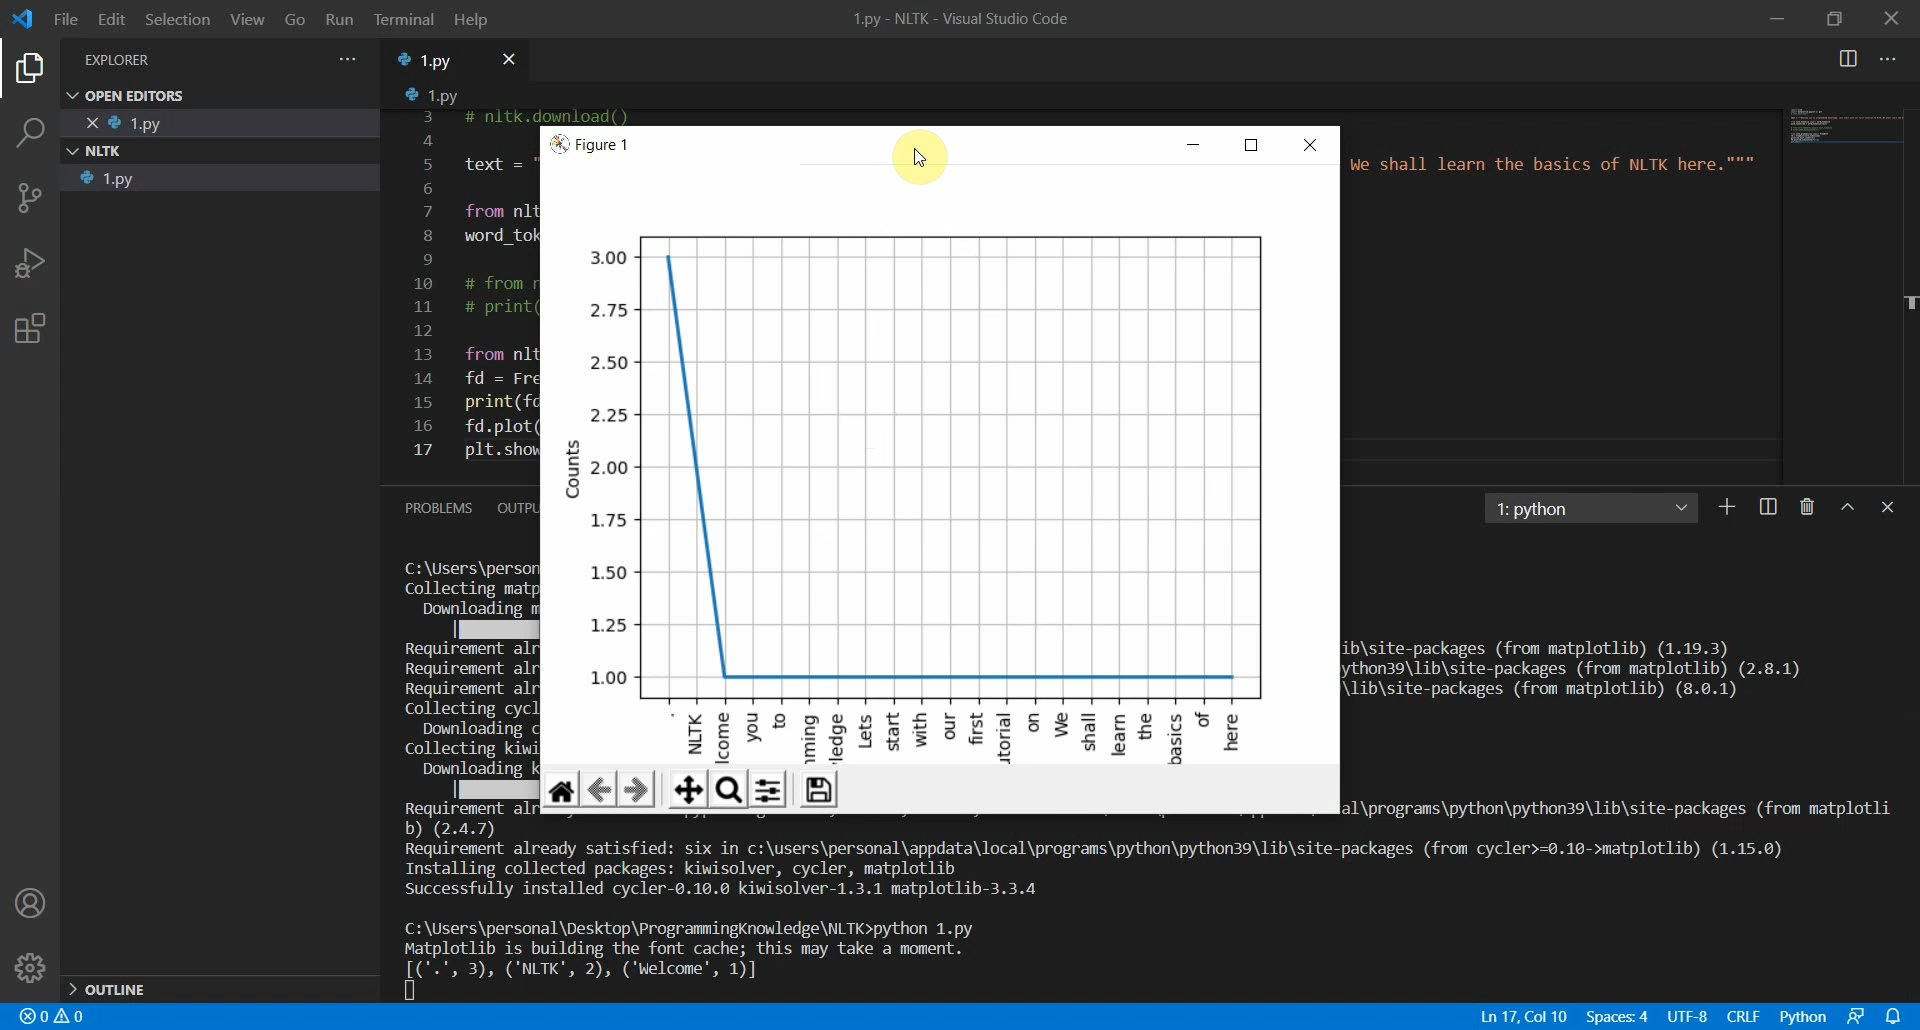 File Edit Selection View Go Run Terminal Help
1.py - NLTK - Visual Studio Code
EXPLORER
1.py
OPEN EDITORS
1.py
1.py
NLTK
1.py
3 # nltk.download()
4
5 text = "
We shall learn the basics of NLTK here."""
6
7 from nlt
8 word_tok
9
10 # from n
11 # print(
12
13 from nlt
14 fd = Fre
15 print(fd
16 fd.plot(
17 plt.show
Figure 1
3.00
2.75
2.50
2.25
2.00
1.75
1.50
1.25
1.00
Counts
. NLTK lcome you to nming ledge Lets start with our first utorial on We shall learn the basics of here
PROBLEMS OUTPU
1: python
C:\Users\person
Collecting matp
Downloading m
Requirement alr
ib\site-packages (from matplotlib) (1.19.3)
Requirement alr
ython39\lib\site-packages (from matplotlib) (2.8.1)
Requirement alr
\lib\site-packages (from matplotlib) (8.0.1)
Collecting cycl
Downloading c
Collecting kiwi
Downloading k
Requirement alr
al\programs\python\python39\lib\site-packages (from matplotli
b) (2.4.7)
Requirement already satisfied: six in c:\users\personal\appdata\local\programs\python\python39\lib\site-packages (from cycler>=0.10->matplotlib) (1.15.0)
Installing collected packages: kiwisolver, cycler, matplotlib
Successfully installed cycler-0.10.0 kiwisolver-1.3.1 matplotlib-3.3.4
C:\Users\personal\Desktop\ProgrammingKnowledge\NLTK>python 1.py
Matplotlib is building the font cache; this may take a moment.
[('.', 3), ('NLTK', 2), ('Welcome', 1)]
OUTLINE
0 0
Ln 17, Col 10 Spaces: 4 UTF-8 CRLF Python